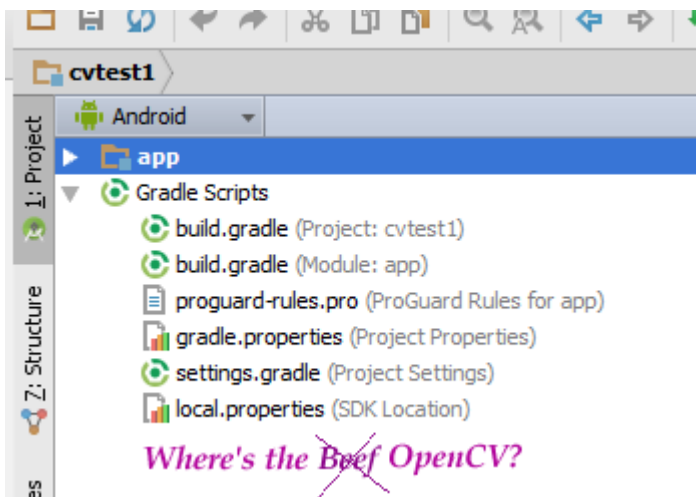 cvtest1
Android
1: Project
app
Gradle Scripts
build.gradle (Project: cvtest1)
build.gradle (Module: app)
proguard-rules.pro (ProGuard Rules for app)
gradle.properties (Project Properties)
Z: Structure
settings.gradle (Project Settings)
local.properties (SDK Location)
Where's the Beef OpenCV?